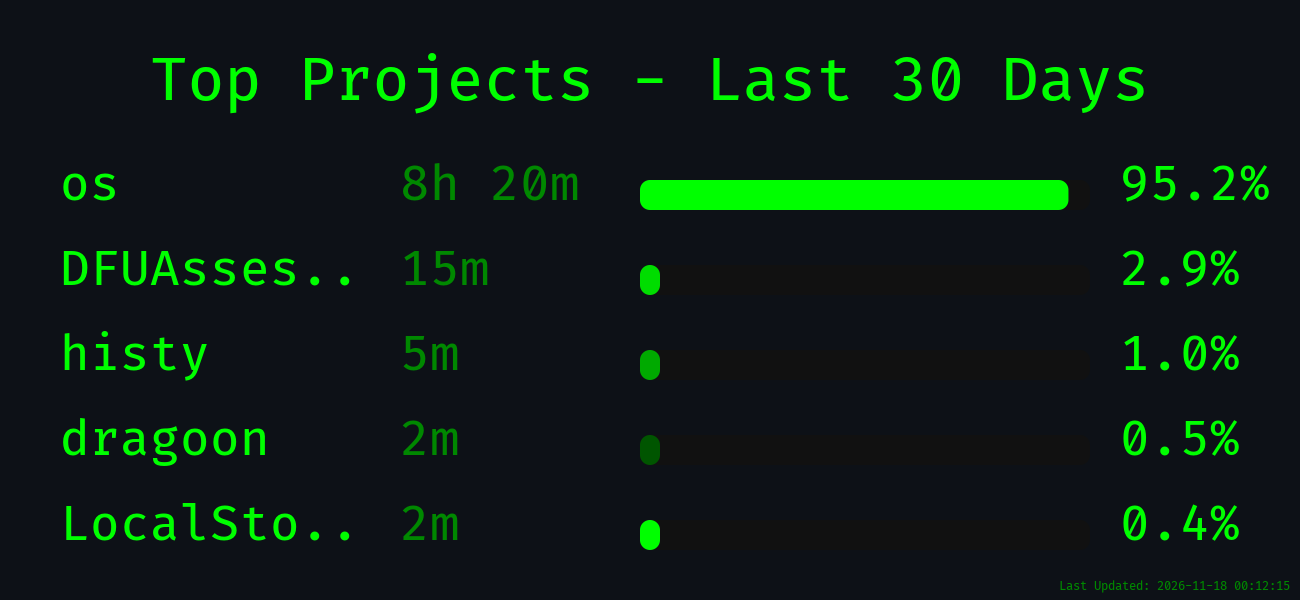 Top Projects - Last 30 Days
os 8h 20m 95.2%
DFUAsses.. 15m 2.9%
histy 5m 1.0%
dragoon 2m 0.5%
LocalSto.. 2m 0.4%
Last Updated: 2026-11-18 00:12:15